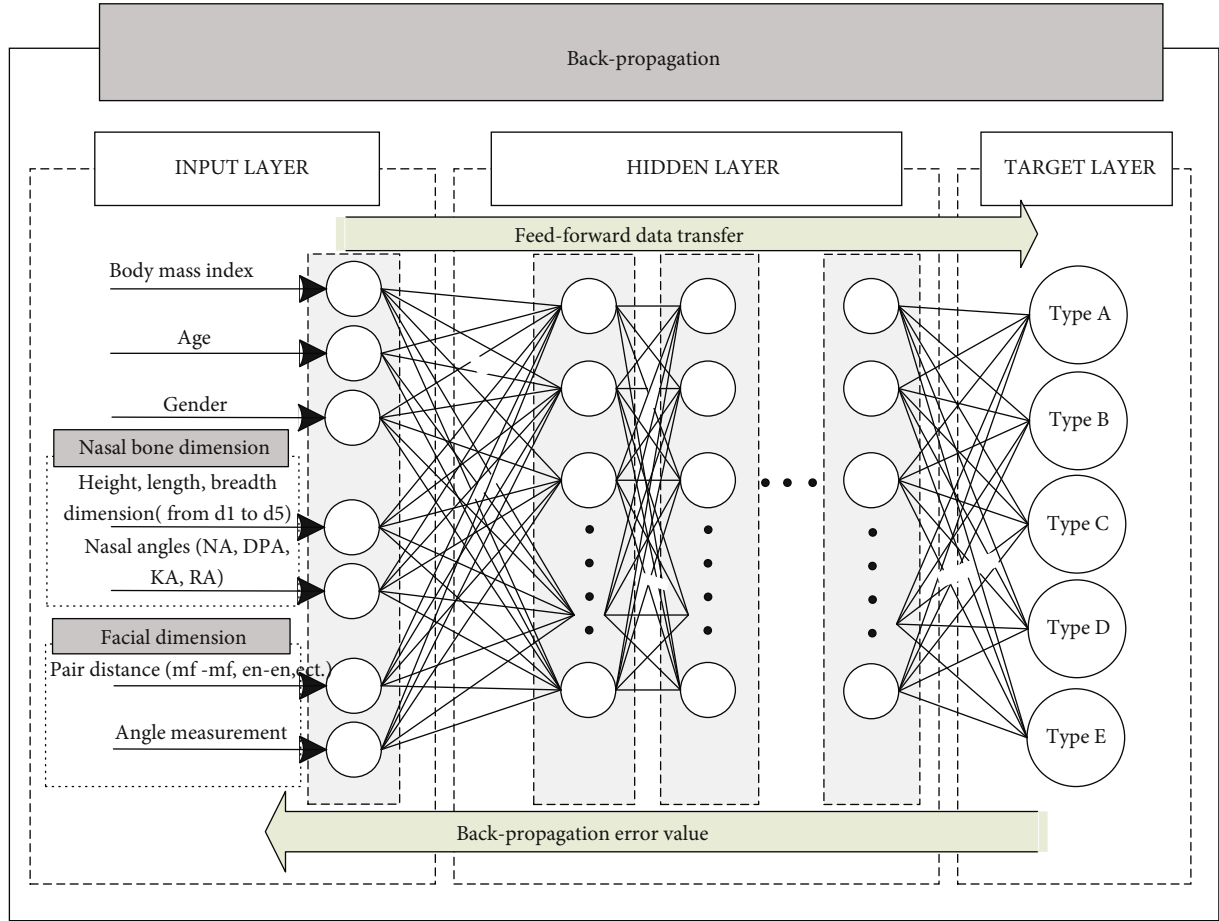 Back-propagation
INPUT LAYER
HIDDEN LAYER
TARGET LAYER
Feed-forward data transfer
Body mass index
Age
Gender
Nasal bone dimension
Height, length, breadth
dimension( from d1 to d5)
Nasal angles (NA, DPA,
KA, RA)
Facial dimension
Pair distance (mf -mf, en-en,ect.)
Angle measurement
Type A
Type B
Type C
Type D
Type E
Back-propagation error value